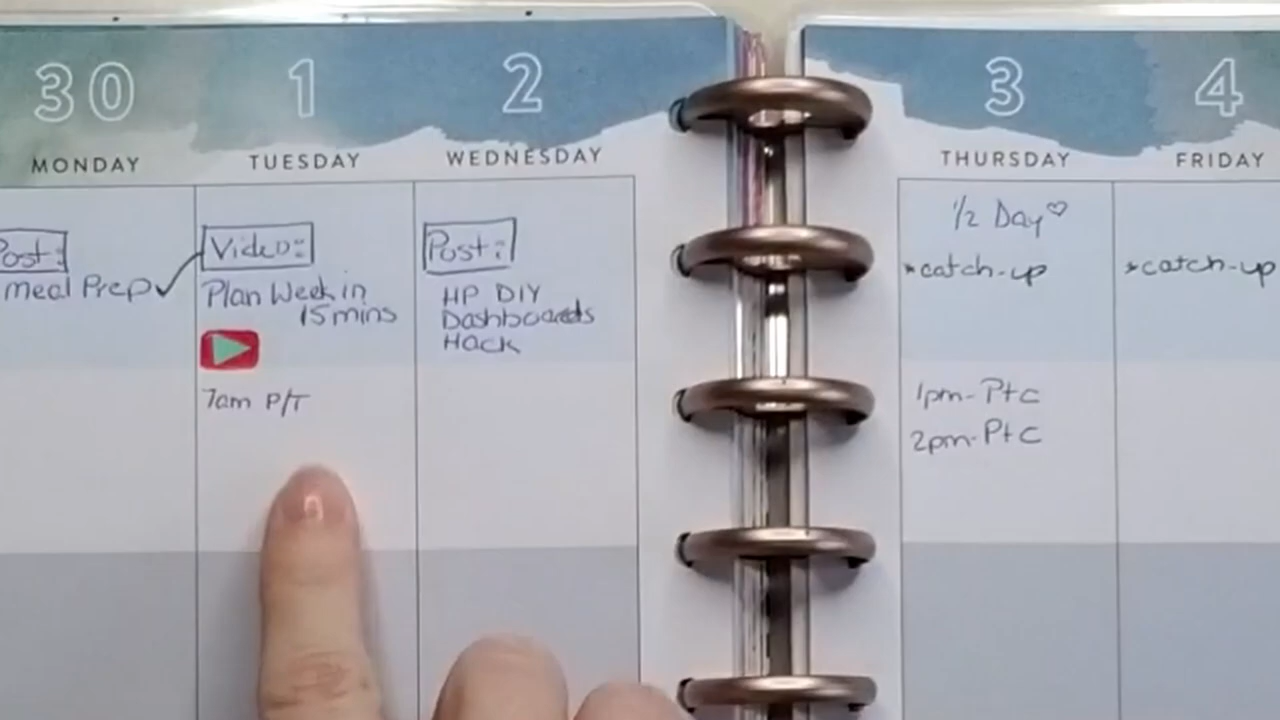 30
MONDAY
Post:
meal Prep✓
1
TUESDAY
Video:
Plan Week in
15mins
7am P/T
2
WEDNESDAY
Post:
HP DIY
Dashboards
Hack
3
THURSDAY
1/2 Day♡
*catch-up
1pm-Ptc
2pm-Ptc
4
FRIDAY
*catch-up